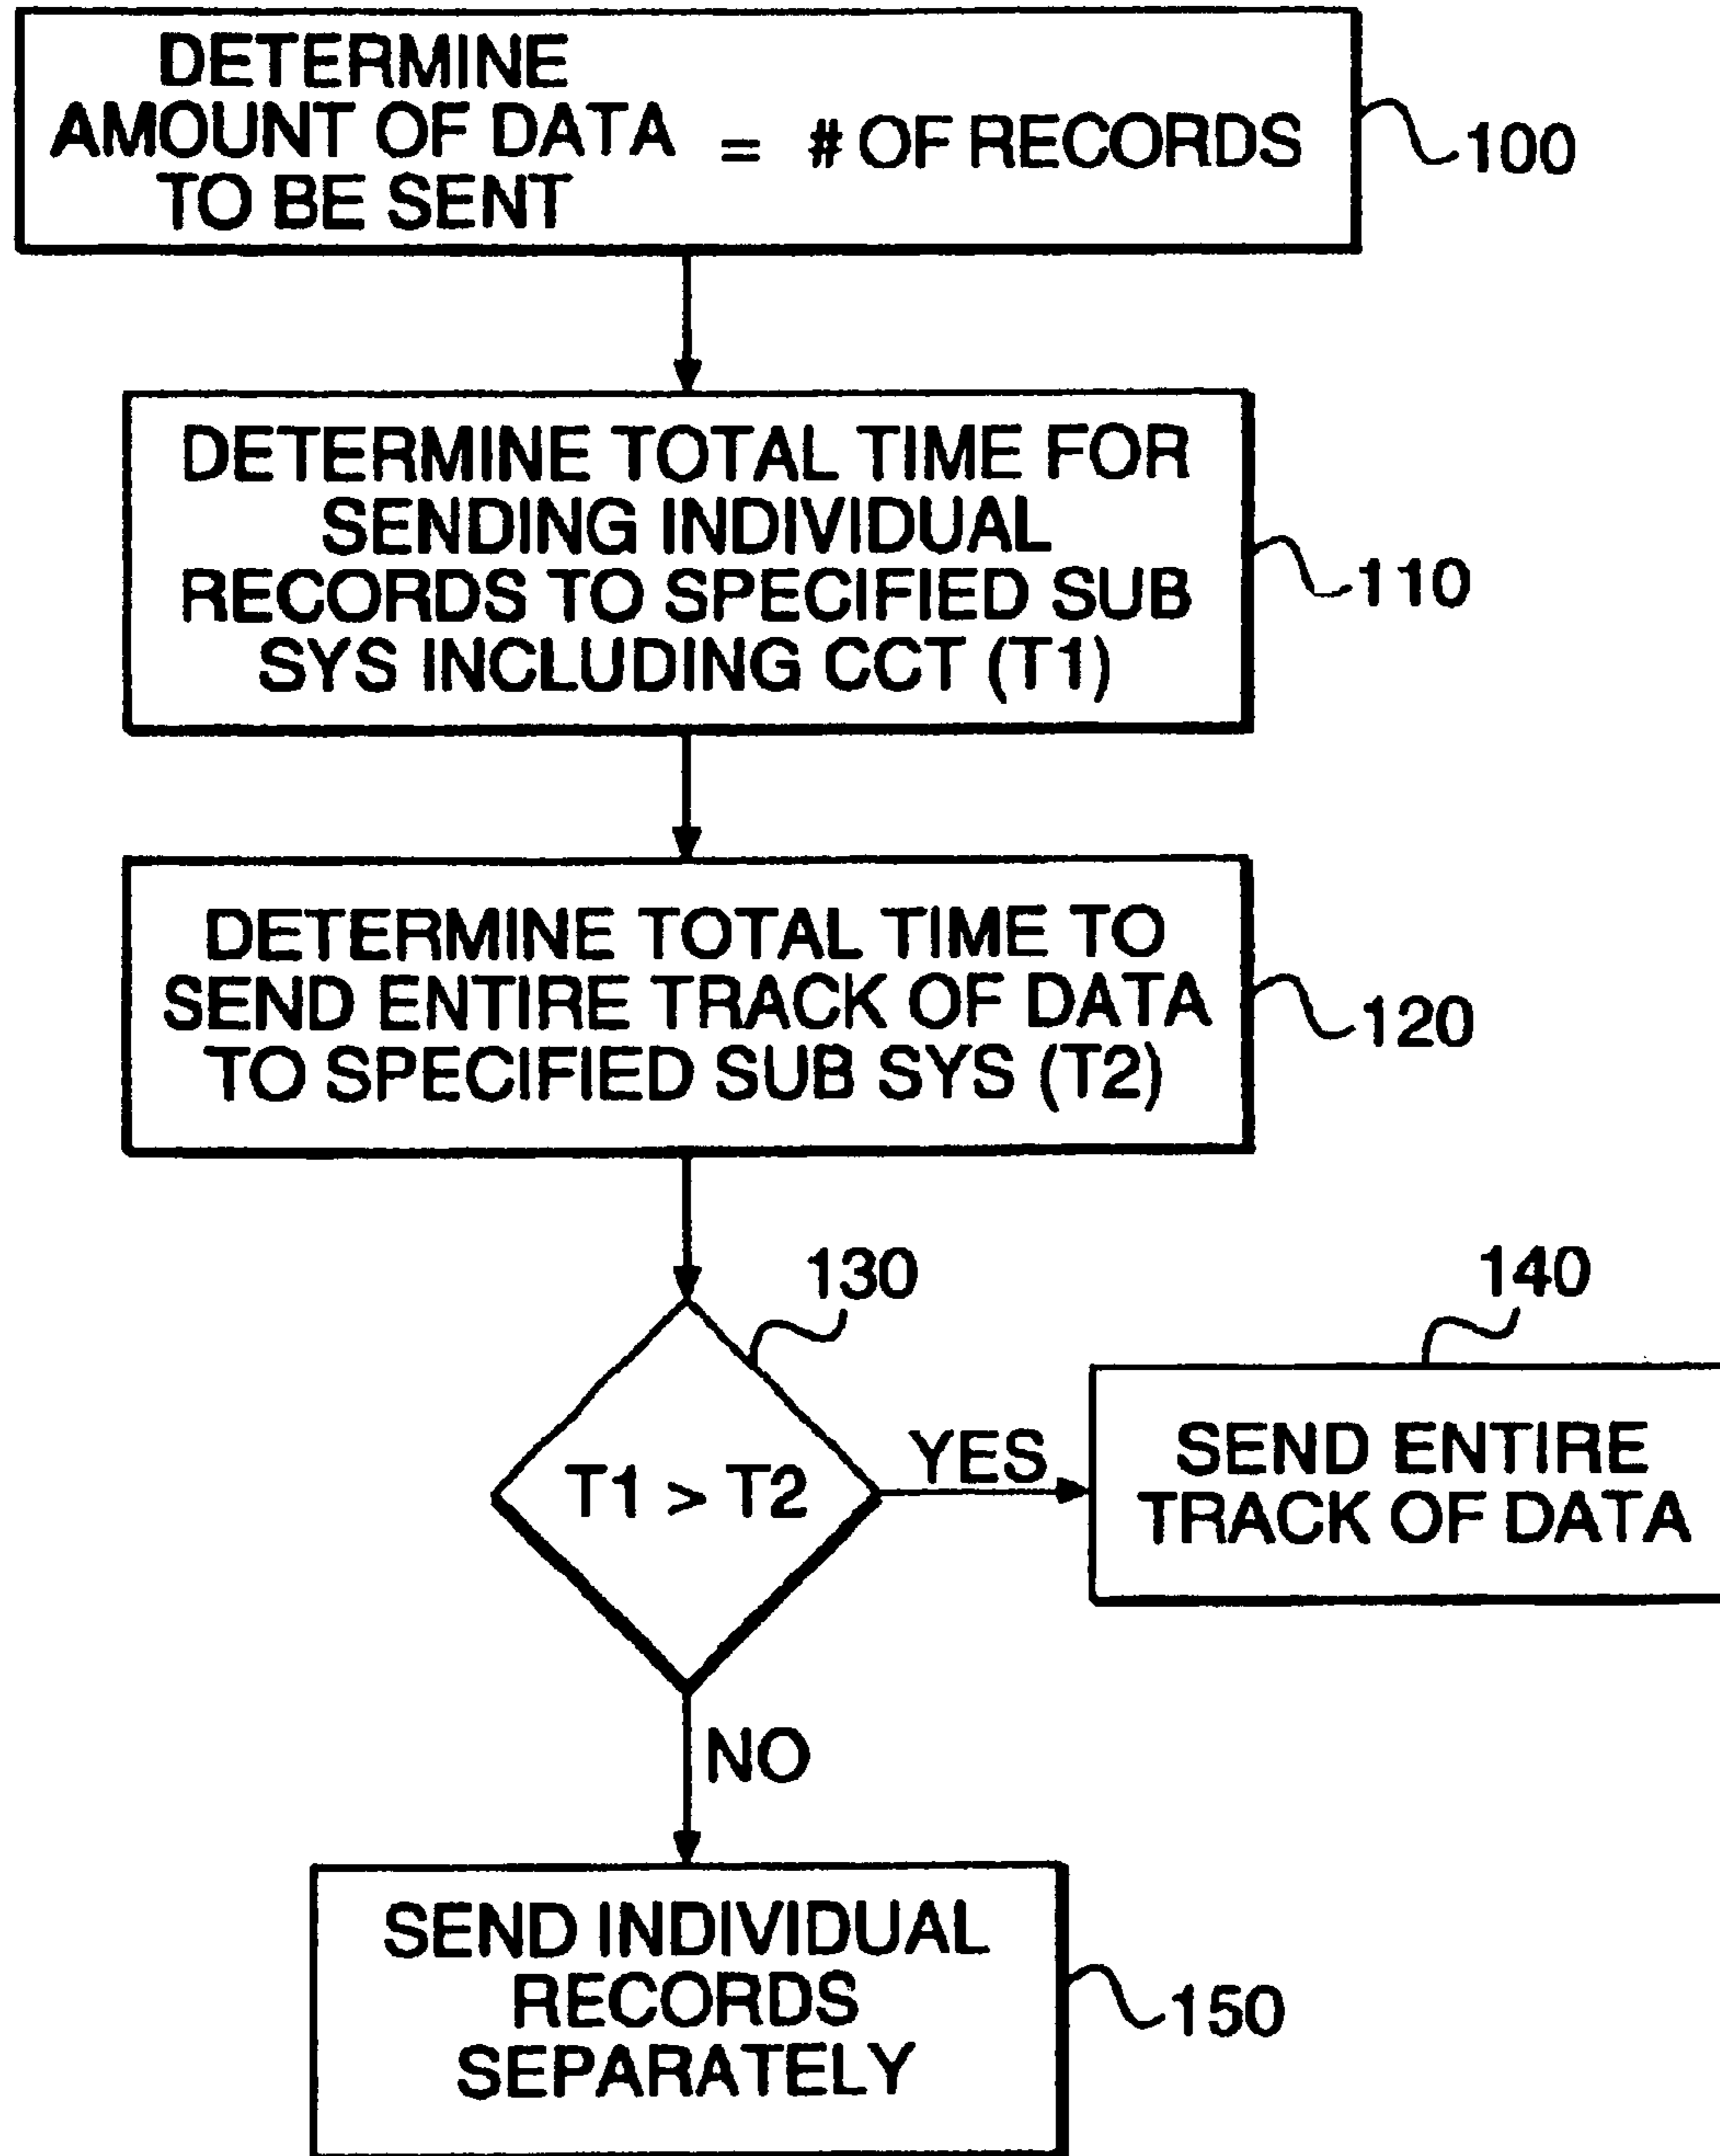 DETERMINE
AMOUNT OF DATA = # OF RECORDS
TO BE SENT
100
DETERMINE TOTAL TIME FOR
SENDING INDIVIDUAL
RECORDS TO SPECIFIED SUB
SYS INCLUDING CCT (T1)
110
DETERMINE TOTAL TIME TO
SEND ENTIRE TRACK OF DATA
TO SPECIFIED SUB SYS (T2)
120
130
T1 > T2
YES
140
SEND ENTIRE
TRACK OF DATA
NO
SEND INDIVIDUAL
RECORDS
SEPARATELY
150